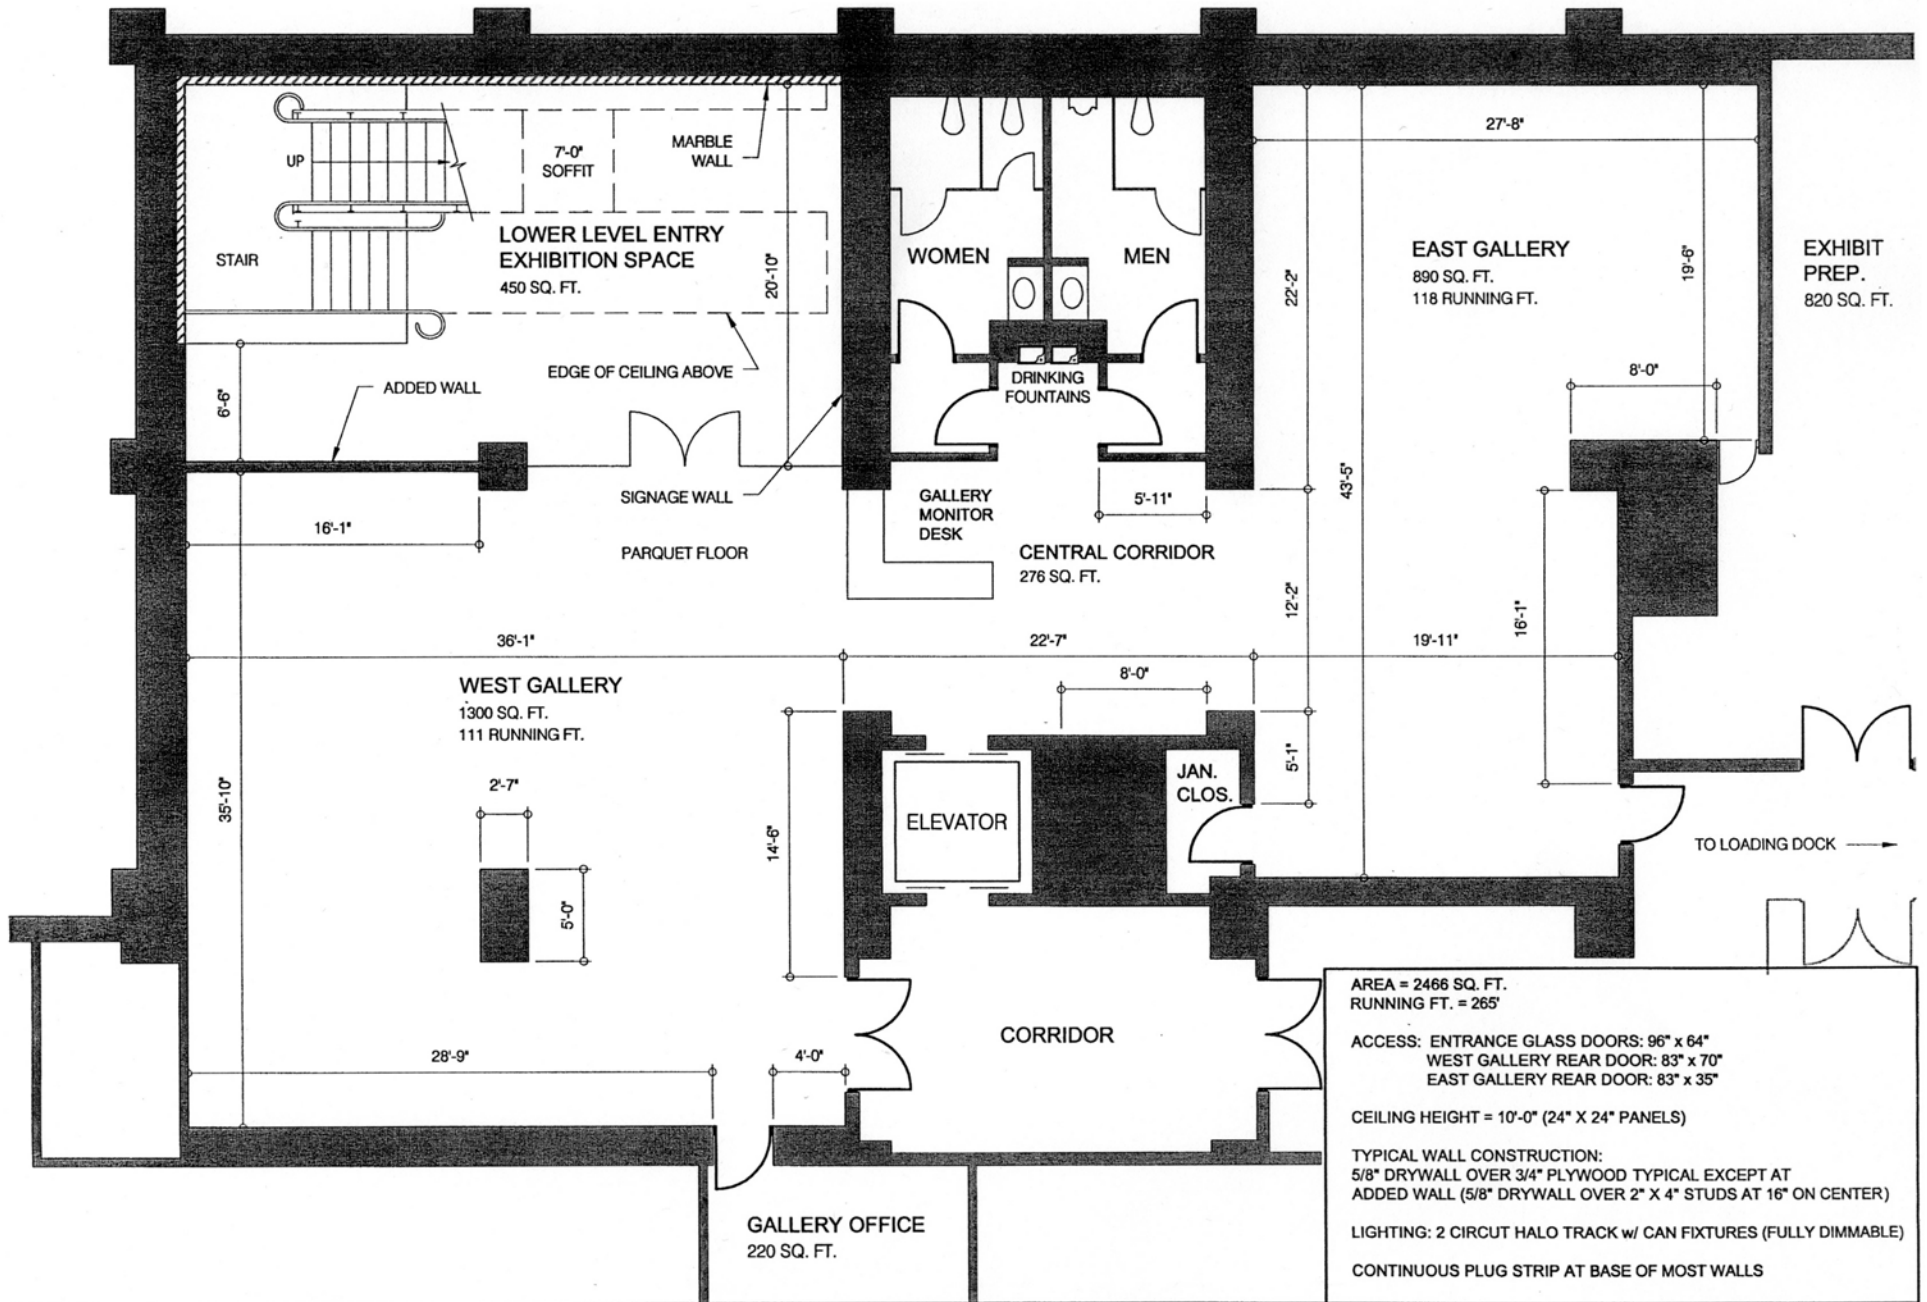 UP
7'-0"
SOFFIT
MARBLE
WALL
STAIR
LOWER LEVEL ENTRY
EXHIBITION SPACE
450 SQ. FT.
20'-10"
EDGE OF CEILING ABOVE
6'-6"
ADDED WALL
SIGNAGE WALL
16'-1"
PARQUET FLOOR
WOMEN
MEN
DRINKING
FOUNTAINS
GALLERY
MONITOR
DESK
5'-11"
CENTRAL CORRIDOR
276 SQ. FT.
27'-8"
EAST GALLERY
890 SQ. FT.
118 RUNNING FT.
22'-2"
43'-5"
19'-6"
8'-0"
EXHIBIT
PREP.
820 SQ. FT.
12'-2"
16'-1"
36'-1"
22'-7"
19'-11"
8'-0"
WEST GALLERY
1300 SQ. FT.
111 RUNNING FT.
2'-7"
5'-0"
35'-10"
14'-6"
ELEVATOR
JAN.
CLOS.
5'-1"
TO LOADING DOCK
28'-9"
4'-0"
CORRIDOR
GALLERY OFFICE
220 SQ. FT.
AREA = 2466 SQ. FT.
RUNNING FT. = 265'
ACCESS: ENTRANCE GLASS DOORS: 96" x 64"
WEST GALLERY REAR DOOR: 83" x 70"
EAST GALLERY REAR DOOR: 83" x 35"
CEILING HEIGHT = 10'-0" (24" X 24" PANELS)
TYPICAL WALL CONSTRUCTION:
5/8" DRYWALL OVER 3/4" PLYWOOD TYPICAL EXCEPT AT
ADDED WALL (5/8" DRYWALL OVER 2" X 4" STUDS AT 16" ON CENTER)
LIGHTING: 2 CIRCUT HALO TRACK w/ CAN FIXTURES (FULLY DIMMABLE)
CONTINUOUS PLUG STRIP AT BASE OF MOST WALLS